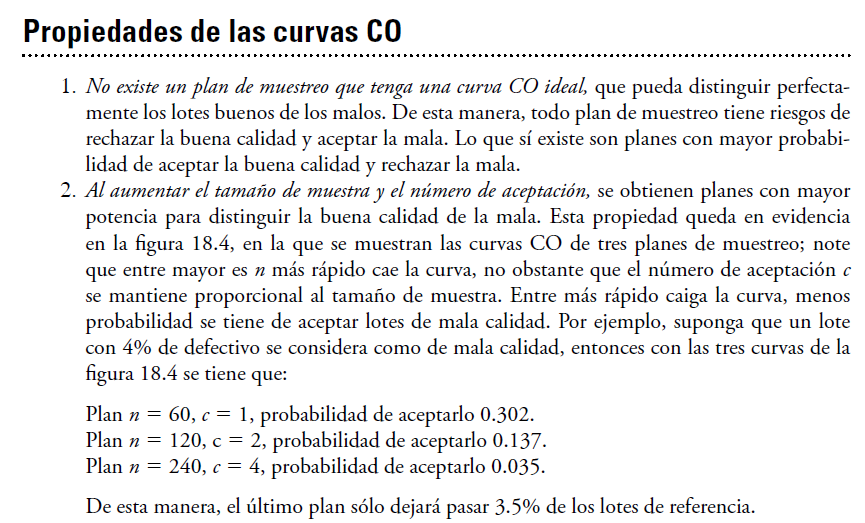 Propiedades de las curvas CO
1. No existe un plan de muestreo que tenga una curva CO ideal, que pueda distinguir perfecta-
mente los lotes buenos de los malos. De esta manera, todo plan de muestreo tiene riesgos de
rechazar la buena calidad y aceptar la mala. Lo que sí existe son planes con mayor probabi-
lidad de aceptar la buena calidad y rechazar la mala.
2. Al aumentar el tamaño de muestra y el número de aceptación, se obtienen planes con mayor
potencia para distinguir la buena calidad de la mala. Esta propiedad queda en evidencia
en la figura 18.4, en la que se muestran las curvas CO de tres planes de muestreo; note
que entre mayor es n más rápido cae la curva, no obstante que el número de aceptación c
se mantiene proporcional al tamaño de muestra. Entre más rápido caiga la curva, menos
probabilidad se tiene de aceptar lotes de mala calidad. Por ejemplo, suponga que un lote
con 4% de defectivo se considera como de mala calidad, entonces con las tres curvas de la
figura 18.4 se tiene que:
Plan n = 60, c = 1, probabilidad de aceptarlo 0.302.
Plan n = 120, c = 2, probabilidad de aceptarlo 0.137.
Plan n = 240, c = 4, probabilidad de aceptarlo 0.035.
De esta manera, el último plan sólo dejará pasar 3.5% de los lotes de referencia.